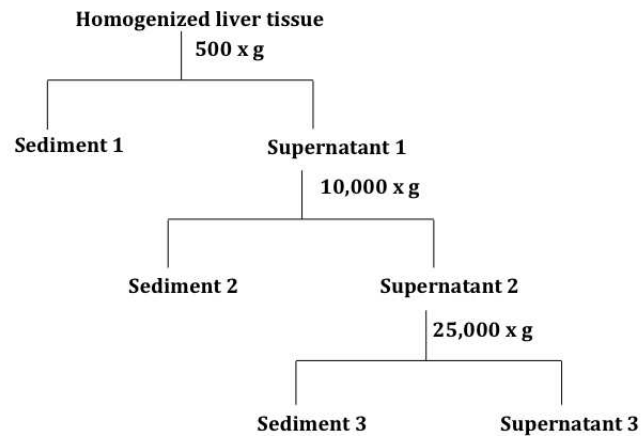 Homogenized liver tissue
500 x g
Sediment 1
Supernatant 1
10,000 x g
Sediment 2
Supernatant 2
25,000 x g
Sediment 3
Supernatant 3